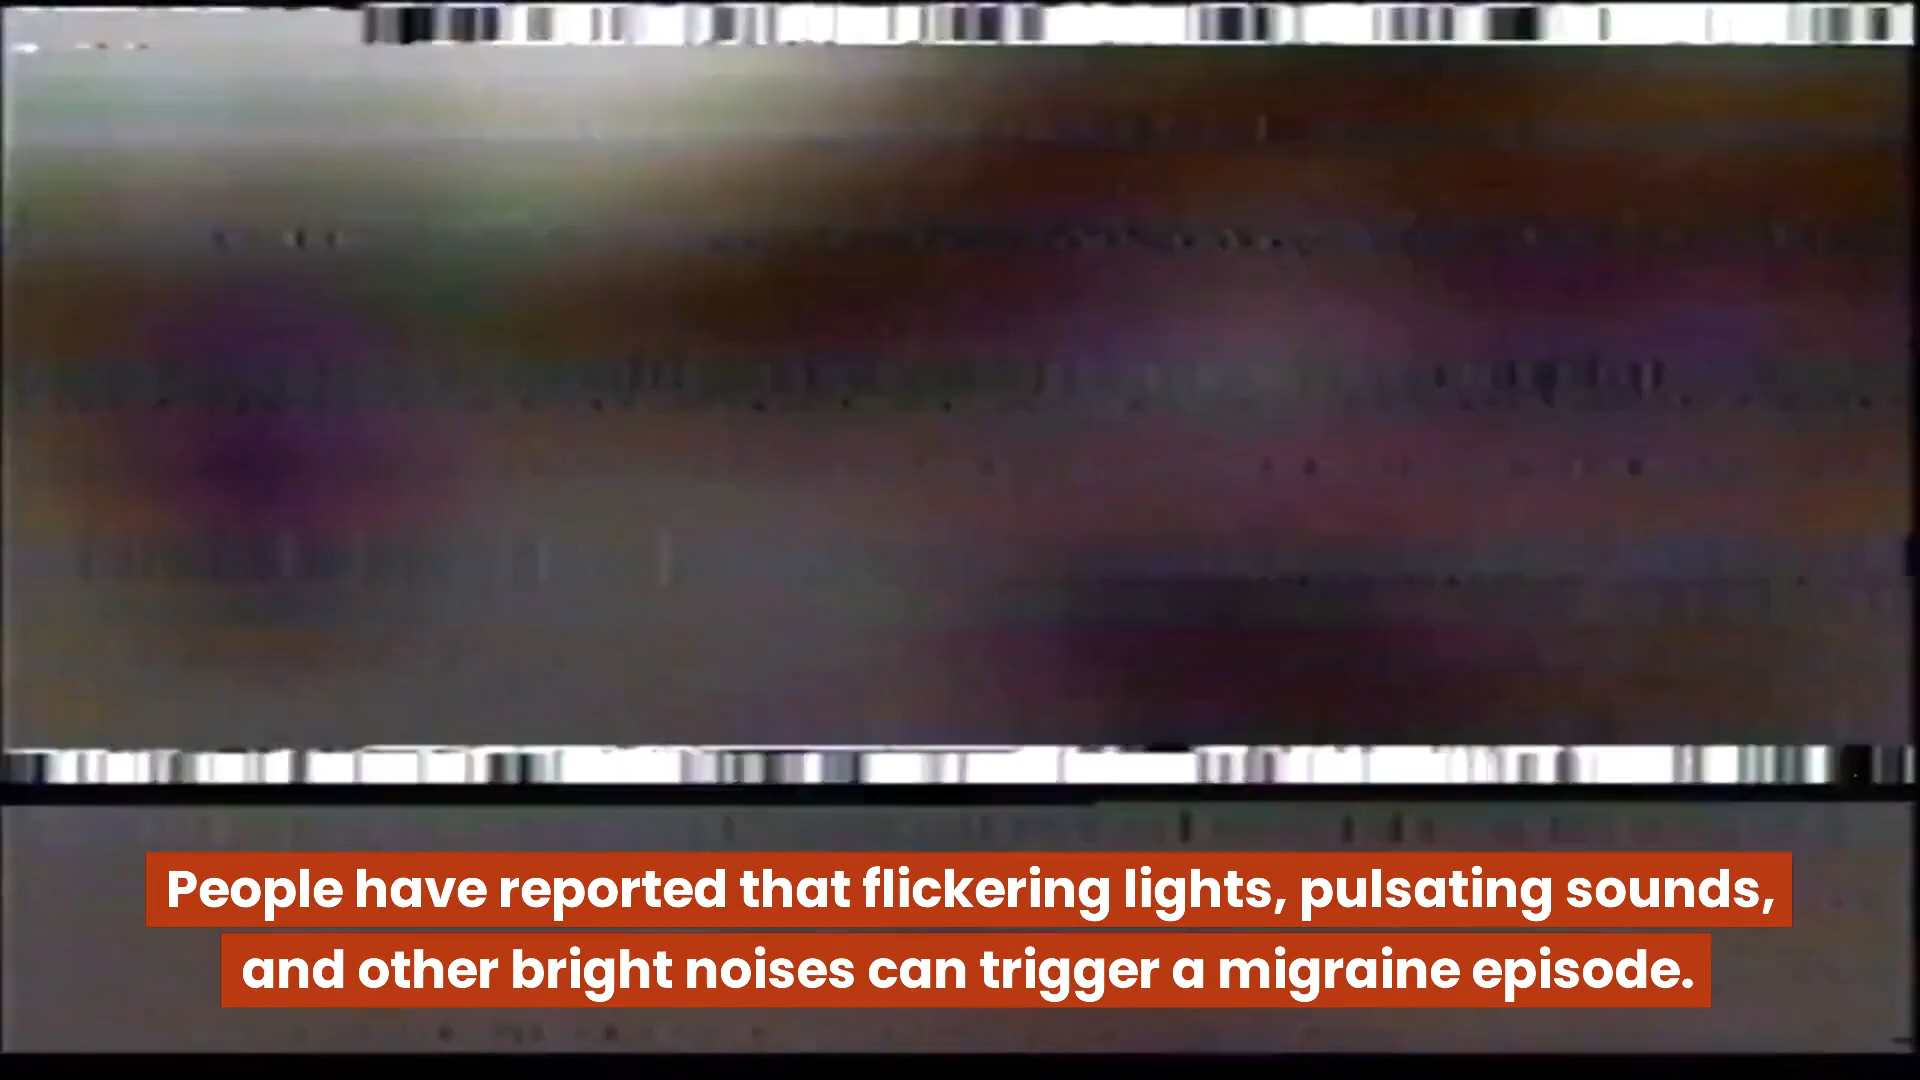 People have reported that flickering lights, pulsating sounds,
and other bright noises can trigger a migraine episode.